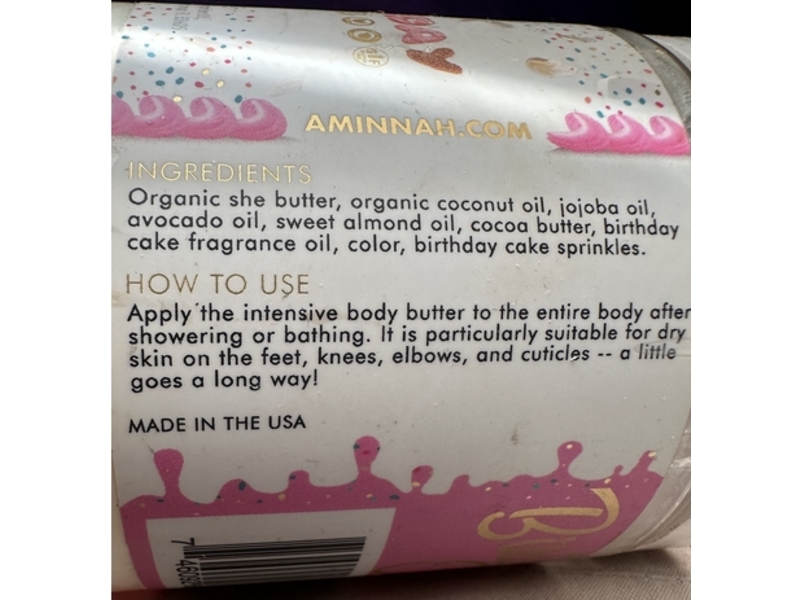 AMINNAH.COM
INGREDIENTS
Organic she butter, organic coconut oil, jojoba oil,
avocado oil, sweet almond oil, cocoa butter, birthday
cake fragrance oil, color, birthday cake sprinkles.
HOW TO USE
Apply the intensive body butter to the entire body after
showering or bathing. It is particularly suitable for dry
skin on the feet, knees, elbows, and cuticles -- a little
goes a long way!
MADE IN THE USA